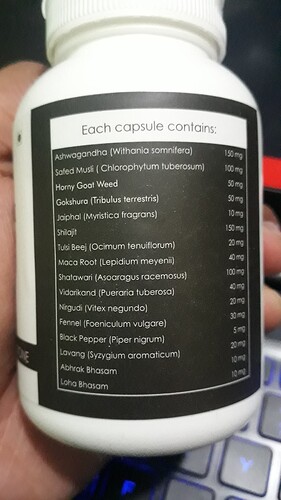 Each capsule contains:
Ashwagandha (Withania somnifera) 150 mg
Safed Musli ( Chlorophytum tuberosum) 100 mg
Horny Goat Weed 50 mg
Gokshura (Tribulus terrestris) 50 mg
Jaiphal (Myristica fragrans) 10 mg
Shilajit 150 mg
Tulsi Beej (Ocimum tenuiflorum) 20 mg
Maca Root (Lepidium meyenii) 40 mg
Shatawari (Asoaragus racemosus) 100 mg
Vidarikand (Pueraria tuberosa) 40 mg
Nirgudi (Vitex negundo) 20 mg
Fennel (Foeniculum vulgare) 30 mg
Black Pepper (Piper nigrum) 5 mg
Lavang (Syzygium aromaticum) 20 mg
Abhrak Bhasam 10 mg
Loha Bhasam 10 mg